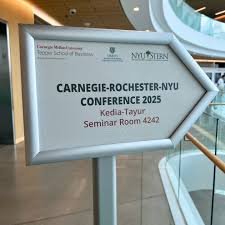 Carnegie Mellon University
Tepper School of Business
NYU STERN
CARNEGIE-ROCHESTER-NYU
CONFERENCE 2025
Kedia-Tayur
Seminar Room 4242